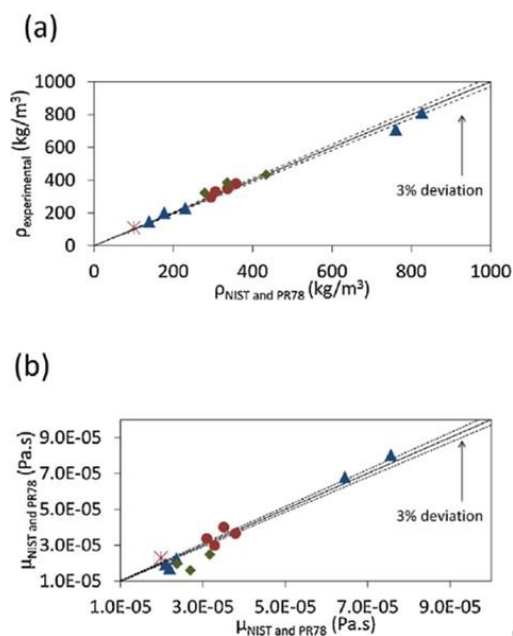 (a)
1000
800
600
400
200
0
ρexperimental (kg/m³)
3% deviation
0 200 400 600 800 1000
ρNIST and PR78 (kg/m³)
(b)
9.0E-05
7.0E-05
5.0E-05
3.0E-05
1.0E-05
μNIST and PR78 (Pa.s)
3% deviation
1.0E-05 3.0E-05 5.0E-05 7.0E-05 9.0E-05
μNIST and PR78 (Pa.s)